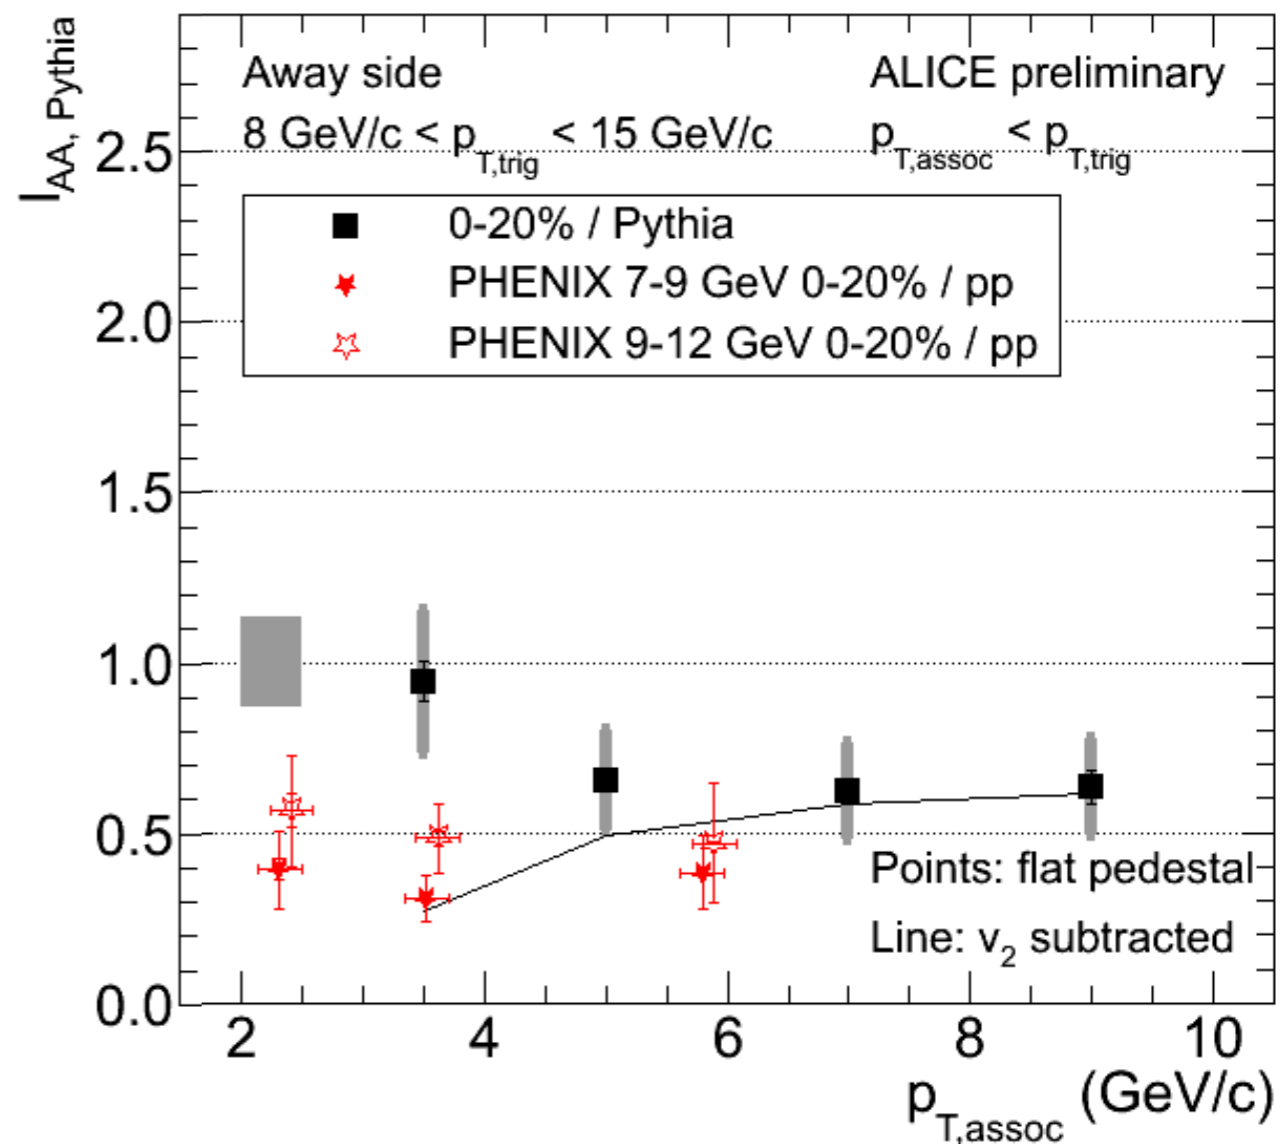 I_AA, Pythia
Away side
ALICE preliminary
8 GeV/c < p_T,trig < 15 GeV/c
p_T,assoc < p_T,trig
0-20% / Pythia
PHENIX 7-9 GeV 0-20% / pp
PHENIX 9-12 GeV 0-20% / pp
2.5
2.0
1.5
1.0
0.5
0.0
Points: flat pedestal
Line: v_2 subtracted
2 4 6 8 10
p_T,assoc (GeV/c)